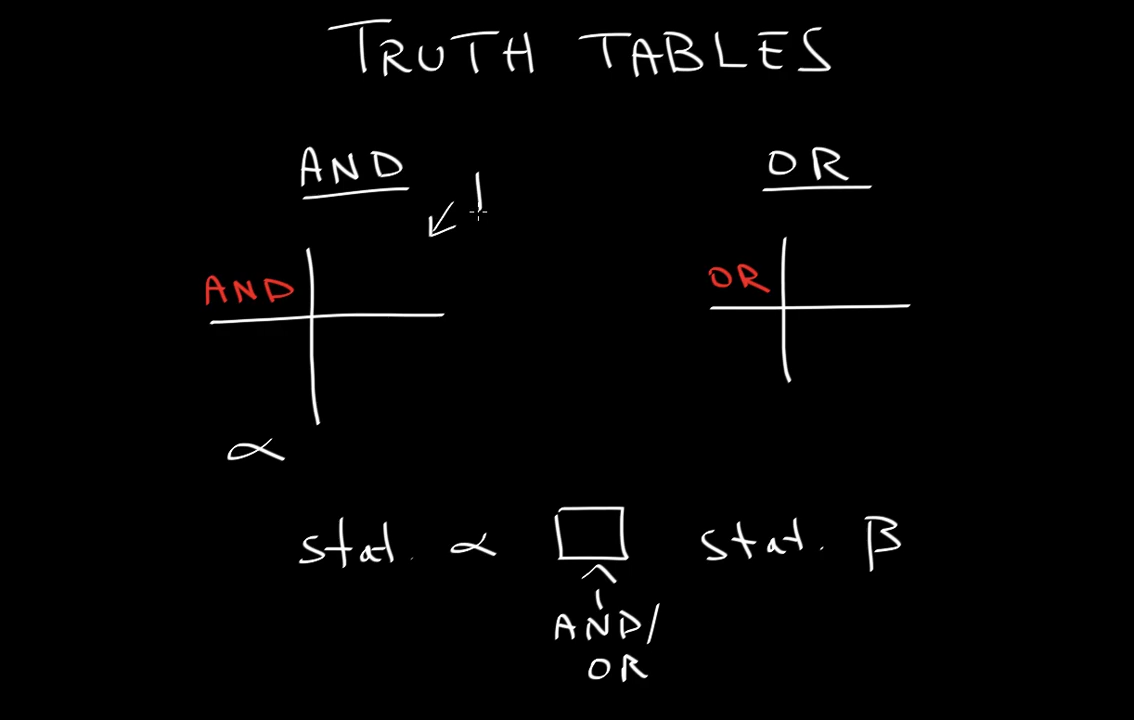 TRUTH TABLES
AND
OR
AND
OR
α
stat. α stat. β
AND/
OR